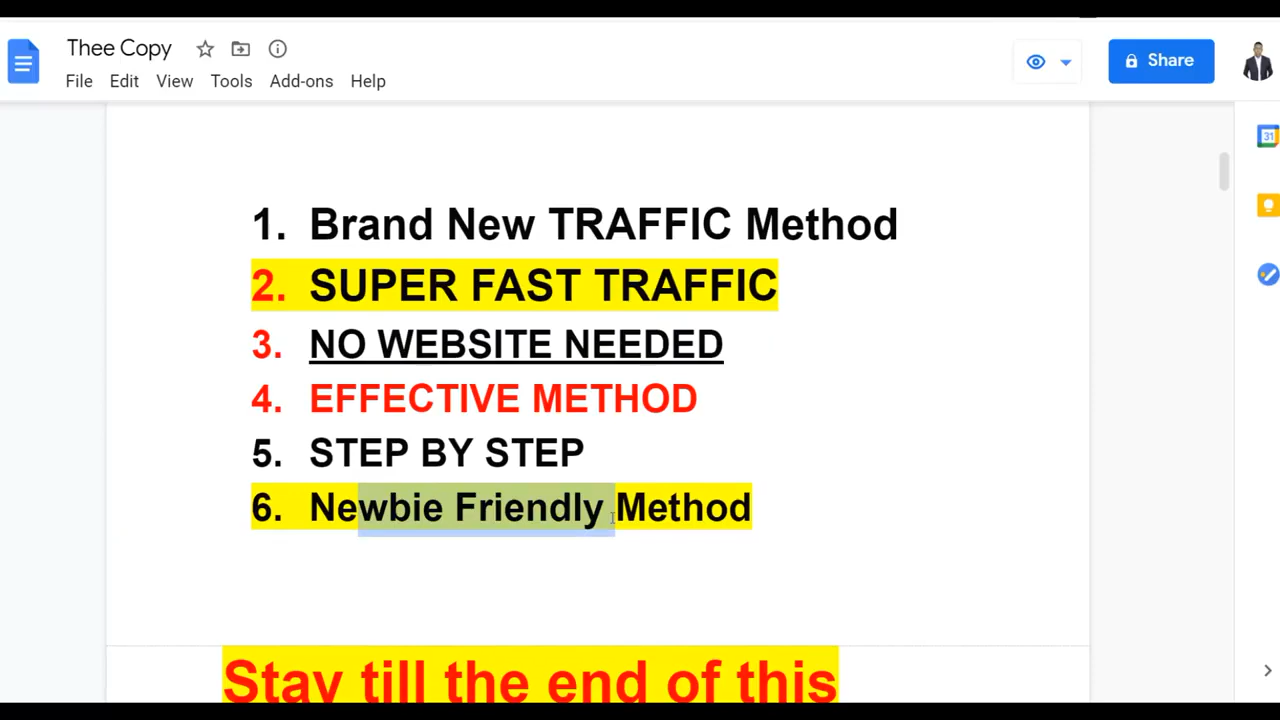 Thee Copy
File Edit View Tools Add-ons Help
Share
31
1. Brand New TRAFFIC Method
2. SUPER FAST TRAFFIC
3. NO WEBSITE NEEDED
4. EFFECTIVE METHOD
5. STEP BY STEP
6. Newbie Friendly Method
Stay till the end of this